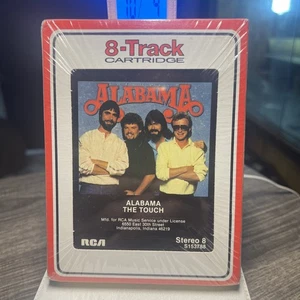 8-Track
CARTRIDGE
ALABAMA
ALABAMA
THE TOUCH
Mfd. for RCA Music Service under License
6550 East 30th Street
Indianapolis, Indiana 46219
RCA
Stereo 8